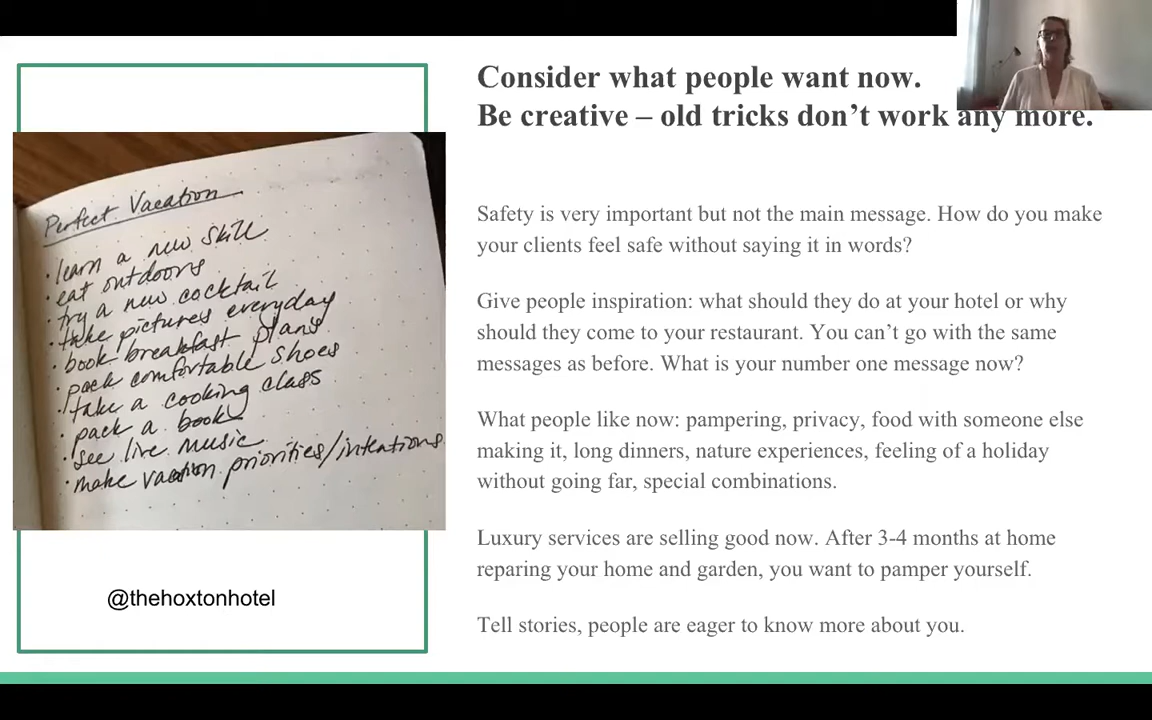 Consider what people want now.
Be creative – old tricks don’t work any more.
Perfect Vacation
• learn a new skill
• eat outdoors
• try a new cocktail
• take pictures everyday
• book breakfast plans
• pack comfortable shoes
• take a cooking class
• pack a book
• see live music
• make vacation priorities/intentions
@thehoxtonhotel
Safety is very important but not the main message. How do you make
your clients feel safe without saying it in words?
Give people inspiration: what should they do at your hotel or why
should they come to your restaurant. You can’t go with the same
messages as before. What is your number one message now?
What people like now: pampering, privacy, food with someone else
making it, long dinners, nature experiences, feeling of a holiday
without going far, special combinations.
Luxury services are selling good now. After 3-4 months at home
reparing your home and garden, you want to pamper yourself.
Tell stories, people are eager to know more about you.